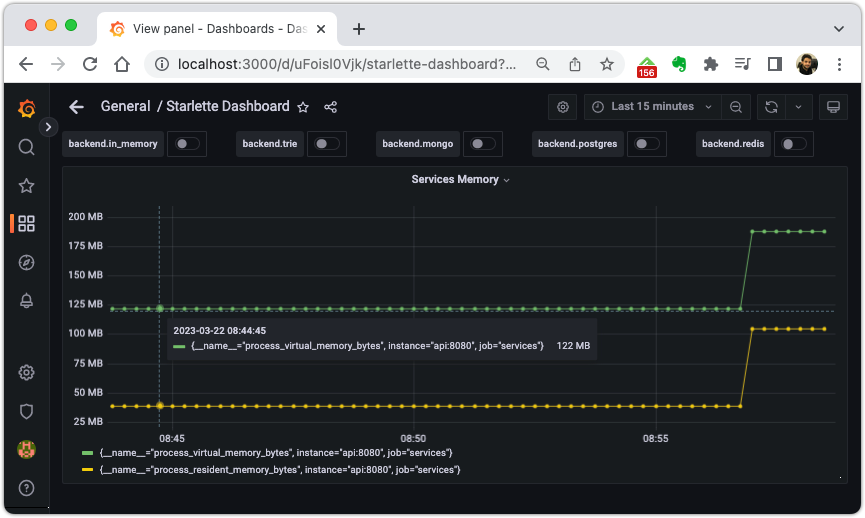 View panel - Dashboards - Das
localhost:3000/d/uFoisl0Vjk/starlette-dashboard?...
156
General / Starlette Dashboard
Last 15 minutes
backend.in_memory
backend.trie
backend.mongo
backend.postgres
backend.redis
Services Memory
200 MB
175 MB
150 MB
125 MB
100 MB
75 MB
50 MB
25 MB
2023-03-22 08:44:45
{__name__="process_virtual_memory_bytes", instance="api:8080", job="services"} 122 MB
08:45
08:50
08:55
{__name__="process_virtual_memory_bytes", instance="api:8080", job="services"}
{__name__="process_resident_memory_bytes", instance="api:8080", job="services"}